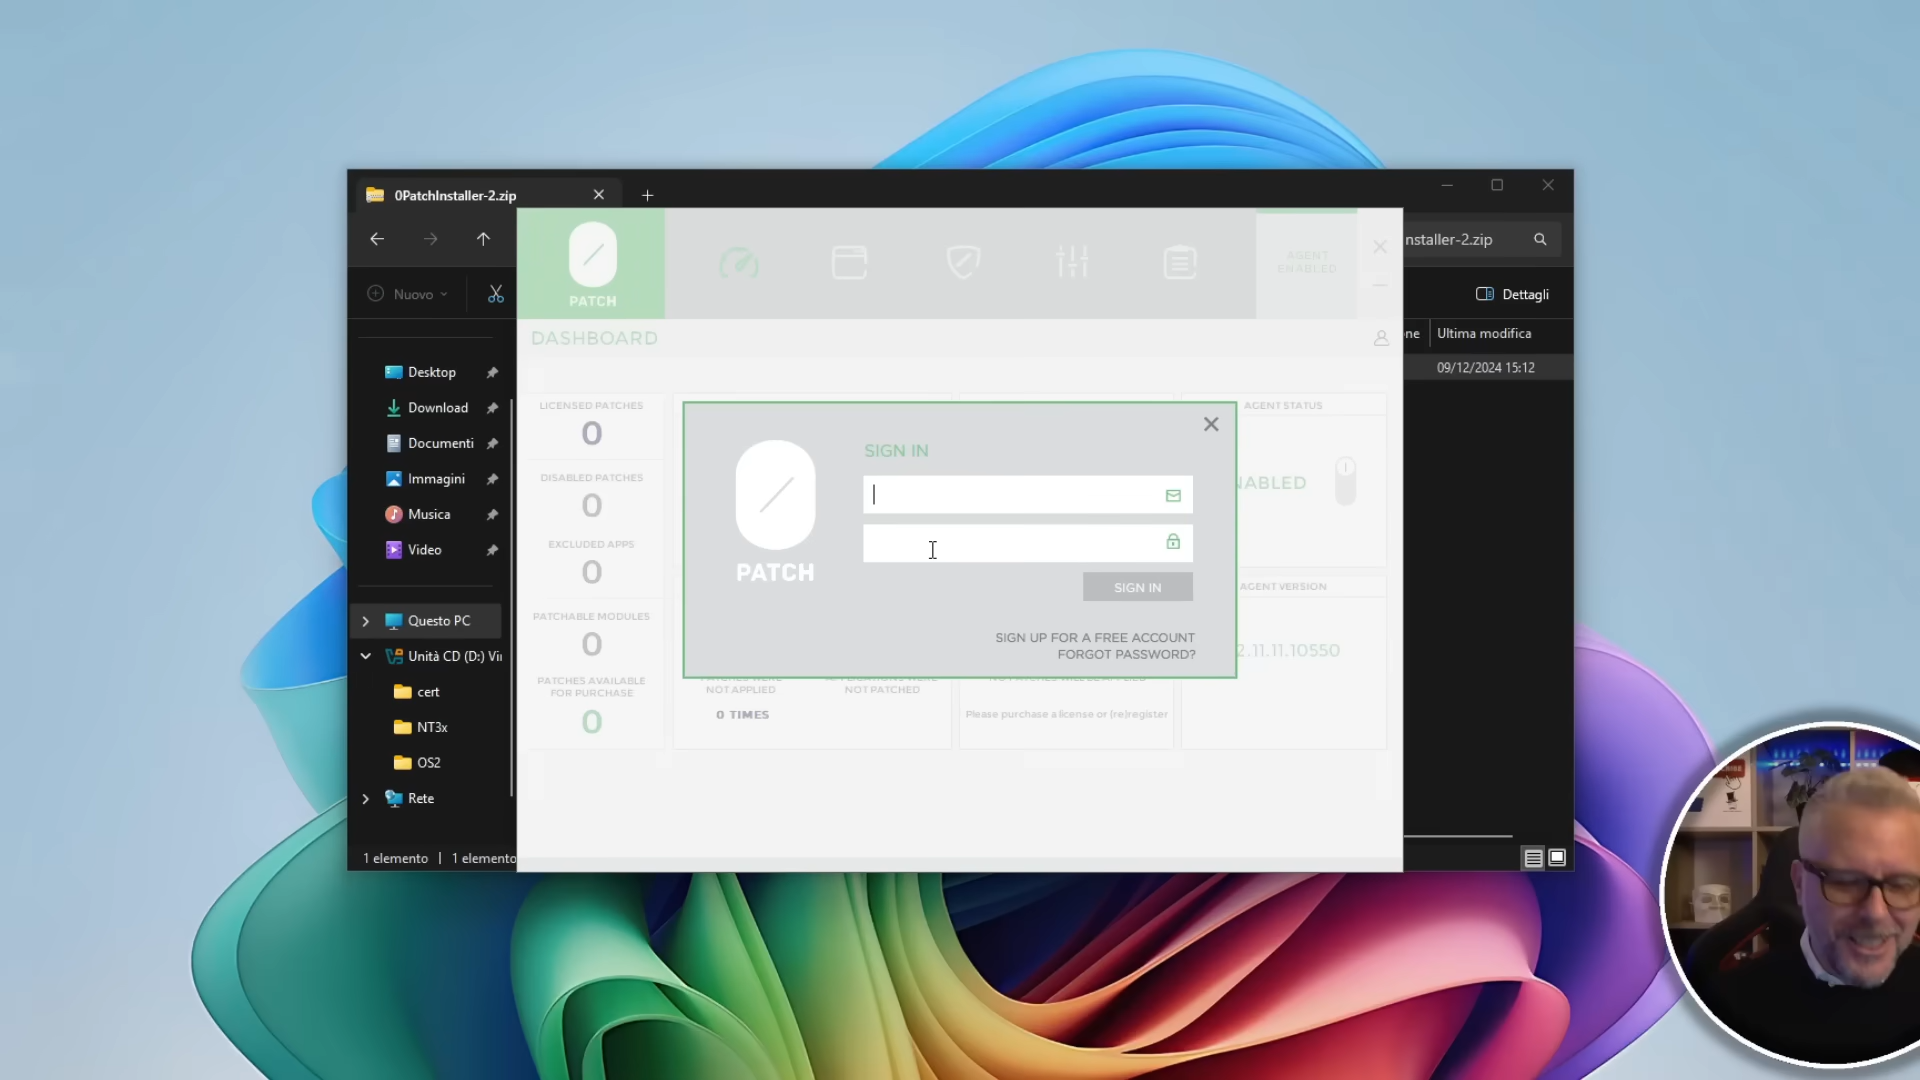 0PatchInstaller-2.zip
nstaller-2.zip
Nuovo
Dettagli
ne
Ultima modifica
09/12/2024 15:12
Desktop
Download
Documenti
Immagini
Musica
Video
Questo PC
Unità CD (D:) Vi
cert
NT3x
OS2
Rete
1 elemento
1 elemento
PATCH
AGENT
ENABLED
DASHBOARD
LICENSED PATCHES
0
DISABLED PATCHES
0
EXCLUDED APPS
0
PATCHABLE MODULES
0
PATCHES AVAILABLE
FOR PURCHASE
0
NOT APPLIED
0 TIMES
NOT PATCHED
Please purchase a license or (re)register
AGENT STATUS
NABLED
AGENT VERSION
2.11.11.10550
PATCH
SIGN IN
SIGN IN
SIGN UP FOR A FREE ACCOUNT
FORGOT PASSWORD?